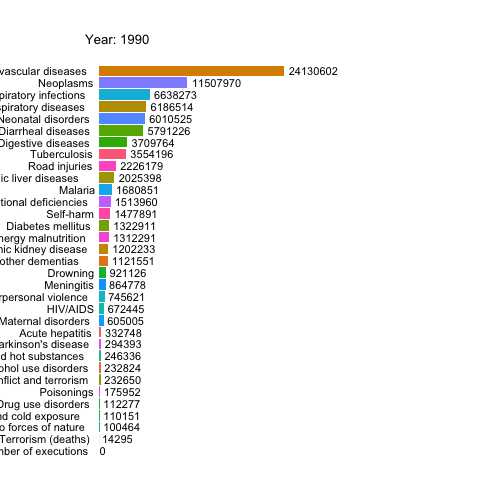 Year: 1990
vascular diseases 24130602
Neoplasms 11507970
piratory infections 6638273
spiratory diseases 6186514
Neonatal disorders 6010525
Diarrheal diseases 5791226
Digestive diseases 3709764
Tuberculosis 3554196
Road injuries 2226179
ic liver diseases 2025398
Malaria 1680851
tional deficiencies 1513960
Self-harm 1477891
Diabetes mellitus 1322911
nergy malnutrition 1312291
nic kidney disease 1202233
other dementias 1121551
Drowning 921126
Meningitis 864778
rpersonal violence 745621
HIV/AIDS 672445
Maternal disorders 605005
Acute hepatitis 332748
arkinson's disease 294393
d hot substances 246336
ohol use disorders 232824
nflict and terrorism 232650
Poisonings 175952
Drug use disorders 112277
nd cold exposure 110151
o forces of nature 100464
Terrorism (deaths) 14295
mber of executions 0